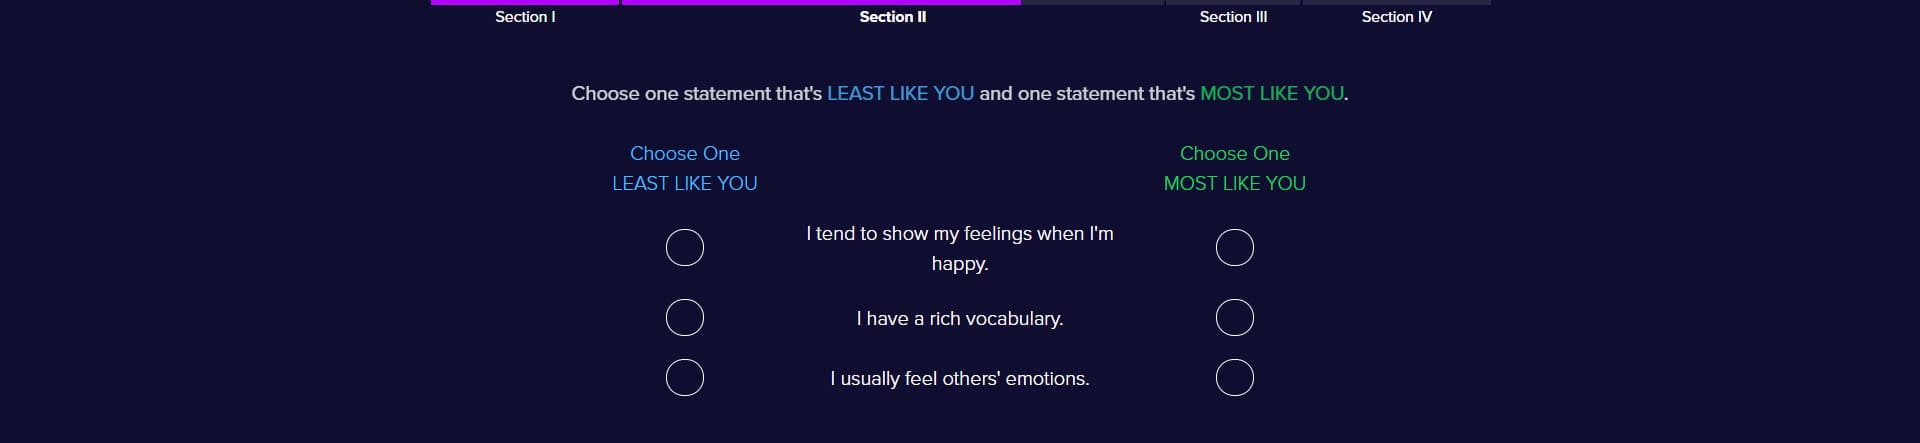 Section I
Section II
Section III
Section IV
Choose one statement that's LEAST LIKE YOU and one statement that's MOST LIKE YOU.
Choose One
LEAST LIKE YOU
Choose One
MOST LIKE YOU
I tend to show my feelings when I'm
happy.
I have a rich vocabulary.
I usually feel others' emotions.